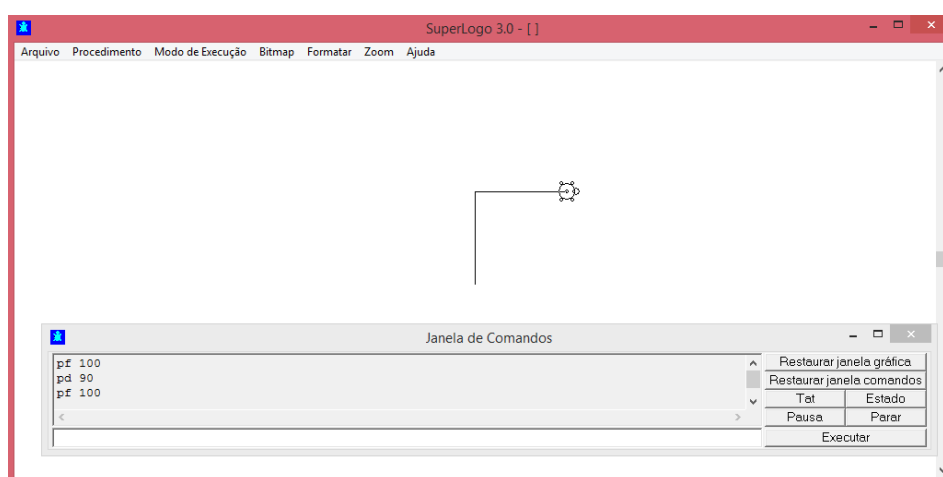 SuperLogo 3.0 - [ ]
Arquivo Procedimento Modo de Execução Bitmap Formatar Zoom Ajuda
Janela de Comandos
pf 100
pd 90
pf 100
Restaurar janela gráfica
Restaurar janela comandos
Tat Estado
Pausa Parar
Executar